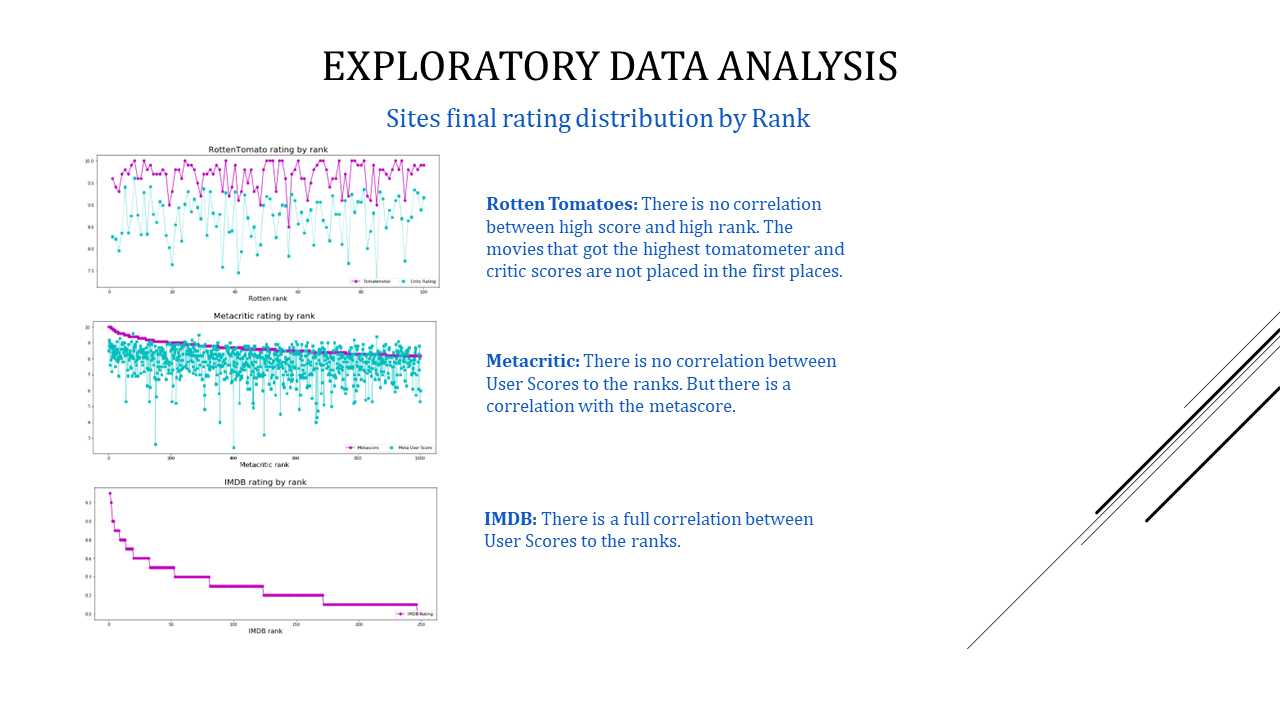 EXPLORATORY DATA ANALYSIS
Sites final rating distribution by Rank
RottenTomato rating by rank
10.0
9.5
9.0
8.5
8.0
7.5
0 20 40 60 80 100
Tomatometer Critic Rating
Rotten rank
Rotten Tomatoes: There is no correlation
between high score and high rank. The
movies that got the highest tomatometer and
critic scores are not placed in the first places.
Metacritic rating by rank
10
9
8
7
6
5
4
3
0 200 400 600 800 1000
Metascore Meta User Score
Metacritic rank
Metacritic: There is no correlation between
User Scores to the ranks. But there is a
correlation with the metascore.
IMDB rating by rank
9.2
9.0
8.8
8.6
8.4
8.2
8.0
0 50 100 150 200 250
IMDB Rating
IMDB rank
IMDB: There is a full correlation between
User Scores to the ranks.